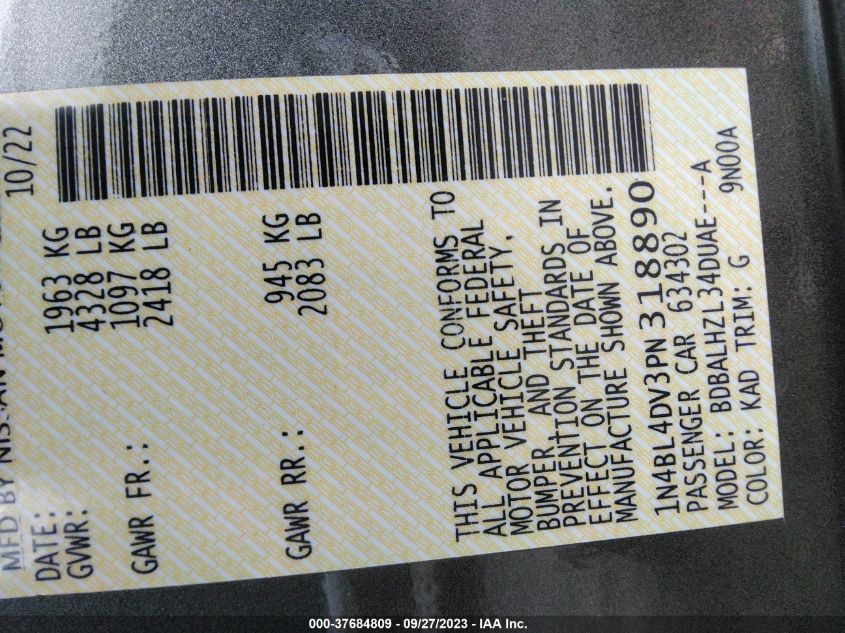 MFD BY NISSAN
DATE: 10/22
GVWR: 1963 KG
4328 LB
GAWR FR.: 1097 KG
2418 LB
GAWR RR.: 945 KG
2083 LB
THIS VEHICLE CONFORMS TO
ALL APPLICABLE FEDERAL
MOTOR VEHICLE SAFETY,
BUMPER AND THEFT
PREVENTION STANDARDS IN
EFFECT ON THE DATE OF
MANUFACTURE SHOWN ABOVE.
1N4BL4DV3PN318890
PASSENGER CAR 634302
MODEL: BDBALHZL34DUAE---A
COLOR: KAD TRIM: G 9N00A
000-37684809 — 09/27/2023 — IAA Inc.